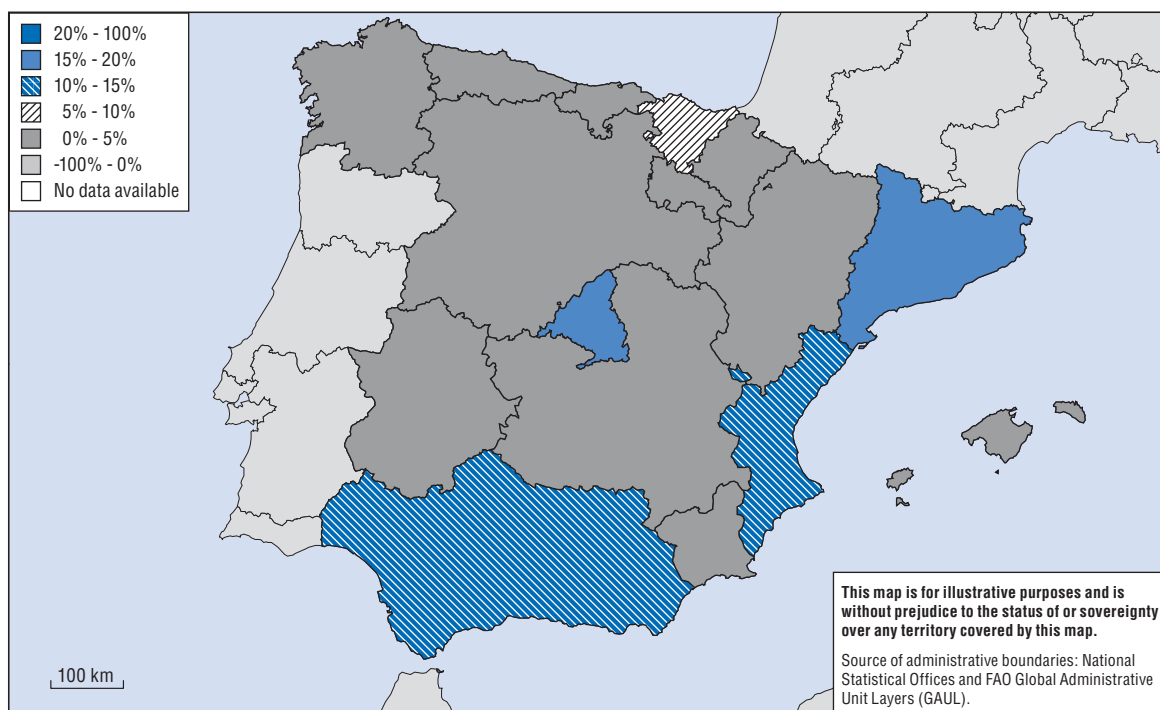 20% - 100%
15% - 20%
10% - 15%
5% - 10%
0% - 5%
-100% - 0%
No data available
100 km
This map is for illustrative purposes and is
without prejudice to the status of or sovereignty
over any territory covered by this map.
Source of administrative boundaries: National
Statistical Offices and FAO Global Administrative
Unit Layers (GAUL).